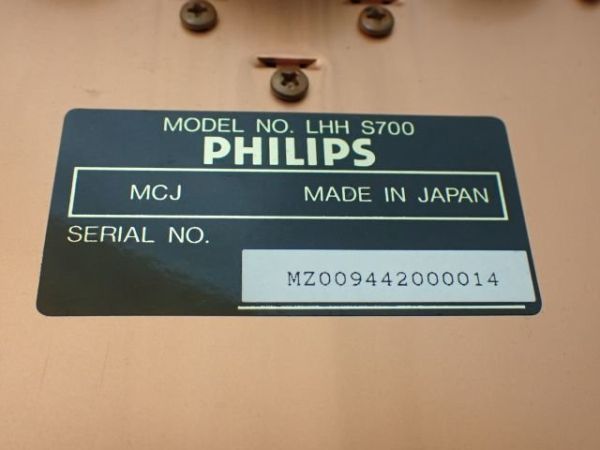 MODEL NO. LHH S700
PHILIPS
MCJ MADE IN JAPAN
SERIAL NO.
MZ009442000014